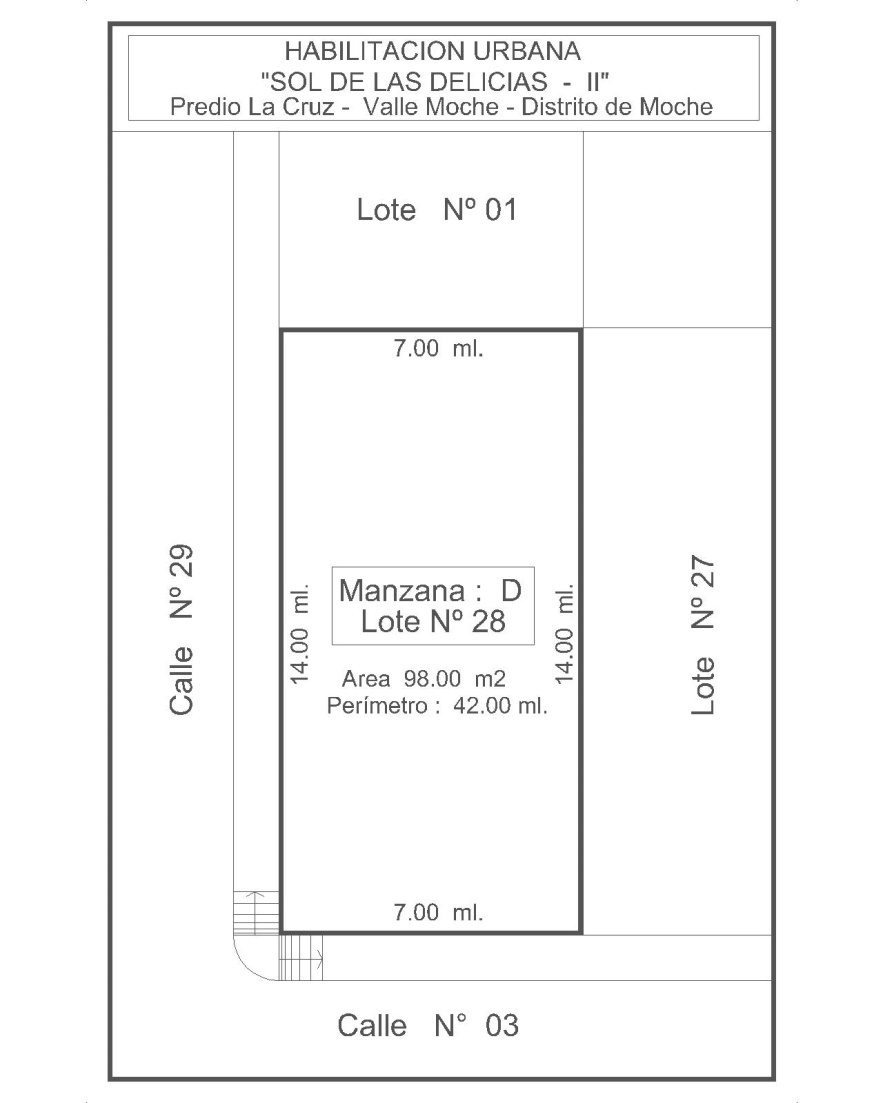 HABILITACION URBANA
"SOL DE LAS DELICIAS - II"
Predio La Cruz - Valle Moche - Distrito de Moche
Lote Nº 01
7.00 ml.
Calle Nº 29
14.00 ml.
Manzana : D
Lote Nº 28
Area 98.00 m2
Perímetro : 42.00 ml.
14.00 ml.
Lote Nº 27
7.00 ml.
Calle N° 03